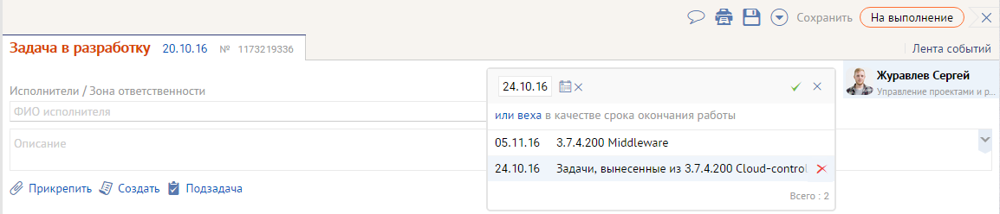 Сохранить На выполнение
Задача в разработку 20.10.16 № 1173219336
Лента событий
Журавлев Сергей
Управление проектами и р...
Исполнители / Зона ответственности
ФИО исполнителя
Описание
Прикрепить Создать Подзадача
24.10.16
или веха в качестве срока окончания работы
05.11.16 3.7.4.200 Middleware
24.10.16 Задачи, вынесенные из 3.7.4.200 Cloud-control
Всего : 2